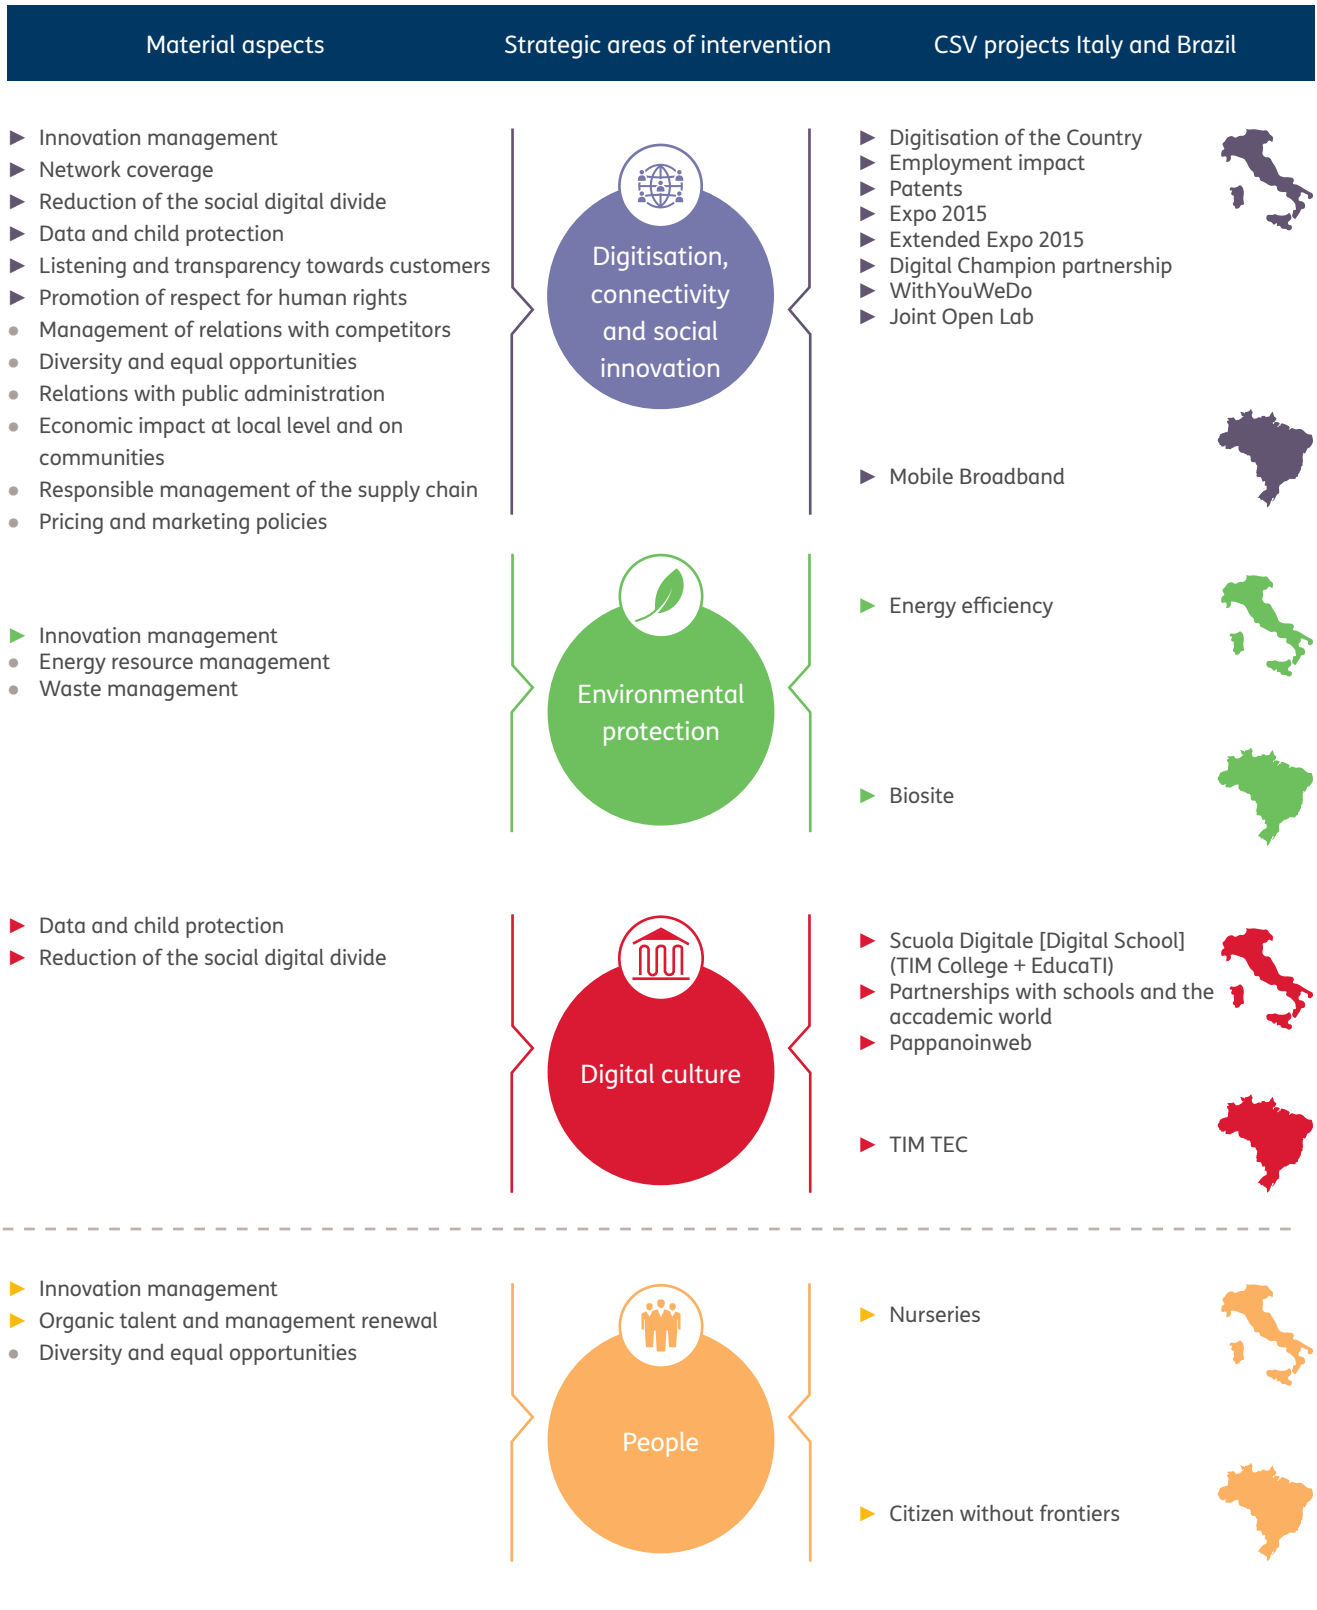 Material aspects
Strategic areas of intervention
CSV projects Italy and Brazil
Innovation management
Network coverage
Reduction of the social digital divide
Data and child protection
Listening and transparency towards customers
Promotion of respect for human rights
Management of relations with competitors
Diversity and equal opportunities
Relations with public administration
Economic impact at local level and on
communities
Responsible management of the supply chain
Pricing and marketing policies
Digitisation,
connectivity
and social
innovation
Digitisation of the Country
Employment impact
Patents
Expo 2015
Extended Expo 2015
Digital Champion partnership
WithYouWeDo
Joint Open Lab
Mobile Broadband
Innovation management
Energy resource management
Waste management
Environmental
protection
Energy efficiency
Biosite
Data and child protection
Reduction of the social digital divide
Digital culture
Scuola Digitale [Digital School]
(TIM College + EducaTI)
Partnerships with schools and the
accademic world
Pappanoinweb
TIM TEC
Innovation management
Organic talent and management renewal
Diversity and equal opportunities
People
Nurseries
Citizen without frontiers